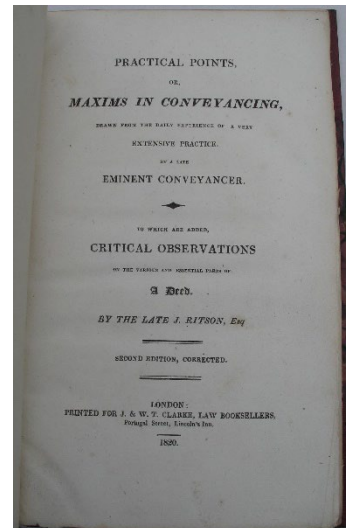 PRACTICAL POINTS,
OR,
MAXIMS IN CONVEYANCING,
DRAWN FROM THE DAILY EXPERIENCE OF A VERY
EXTENSIVE PRACTICE.
BY A LATE
EMINENT CONVEYANCER.
TO WHICH ARE ADDED,
CRITICAL OBSERVATIONS
ON THE VARIOUS AND ESSENTIAL PARTS OF
A Deed.
BY THE LATE J. RITSON, Esq
SECOND EDITION, CORRECTED.
LONDON:
PRINTED FOR J. & W. T. CLARKE, LAW BOOKSELLERS,
Portugal Street, Lincoln's Inn.
1820.